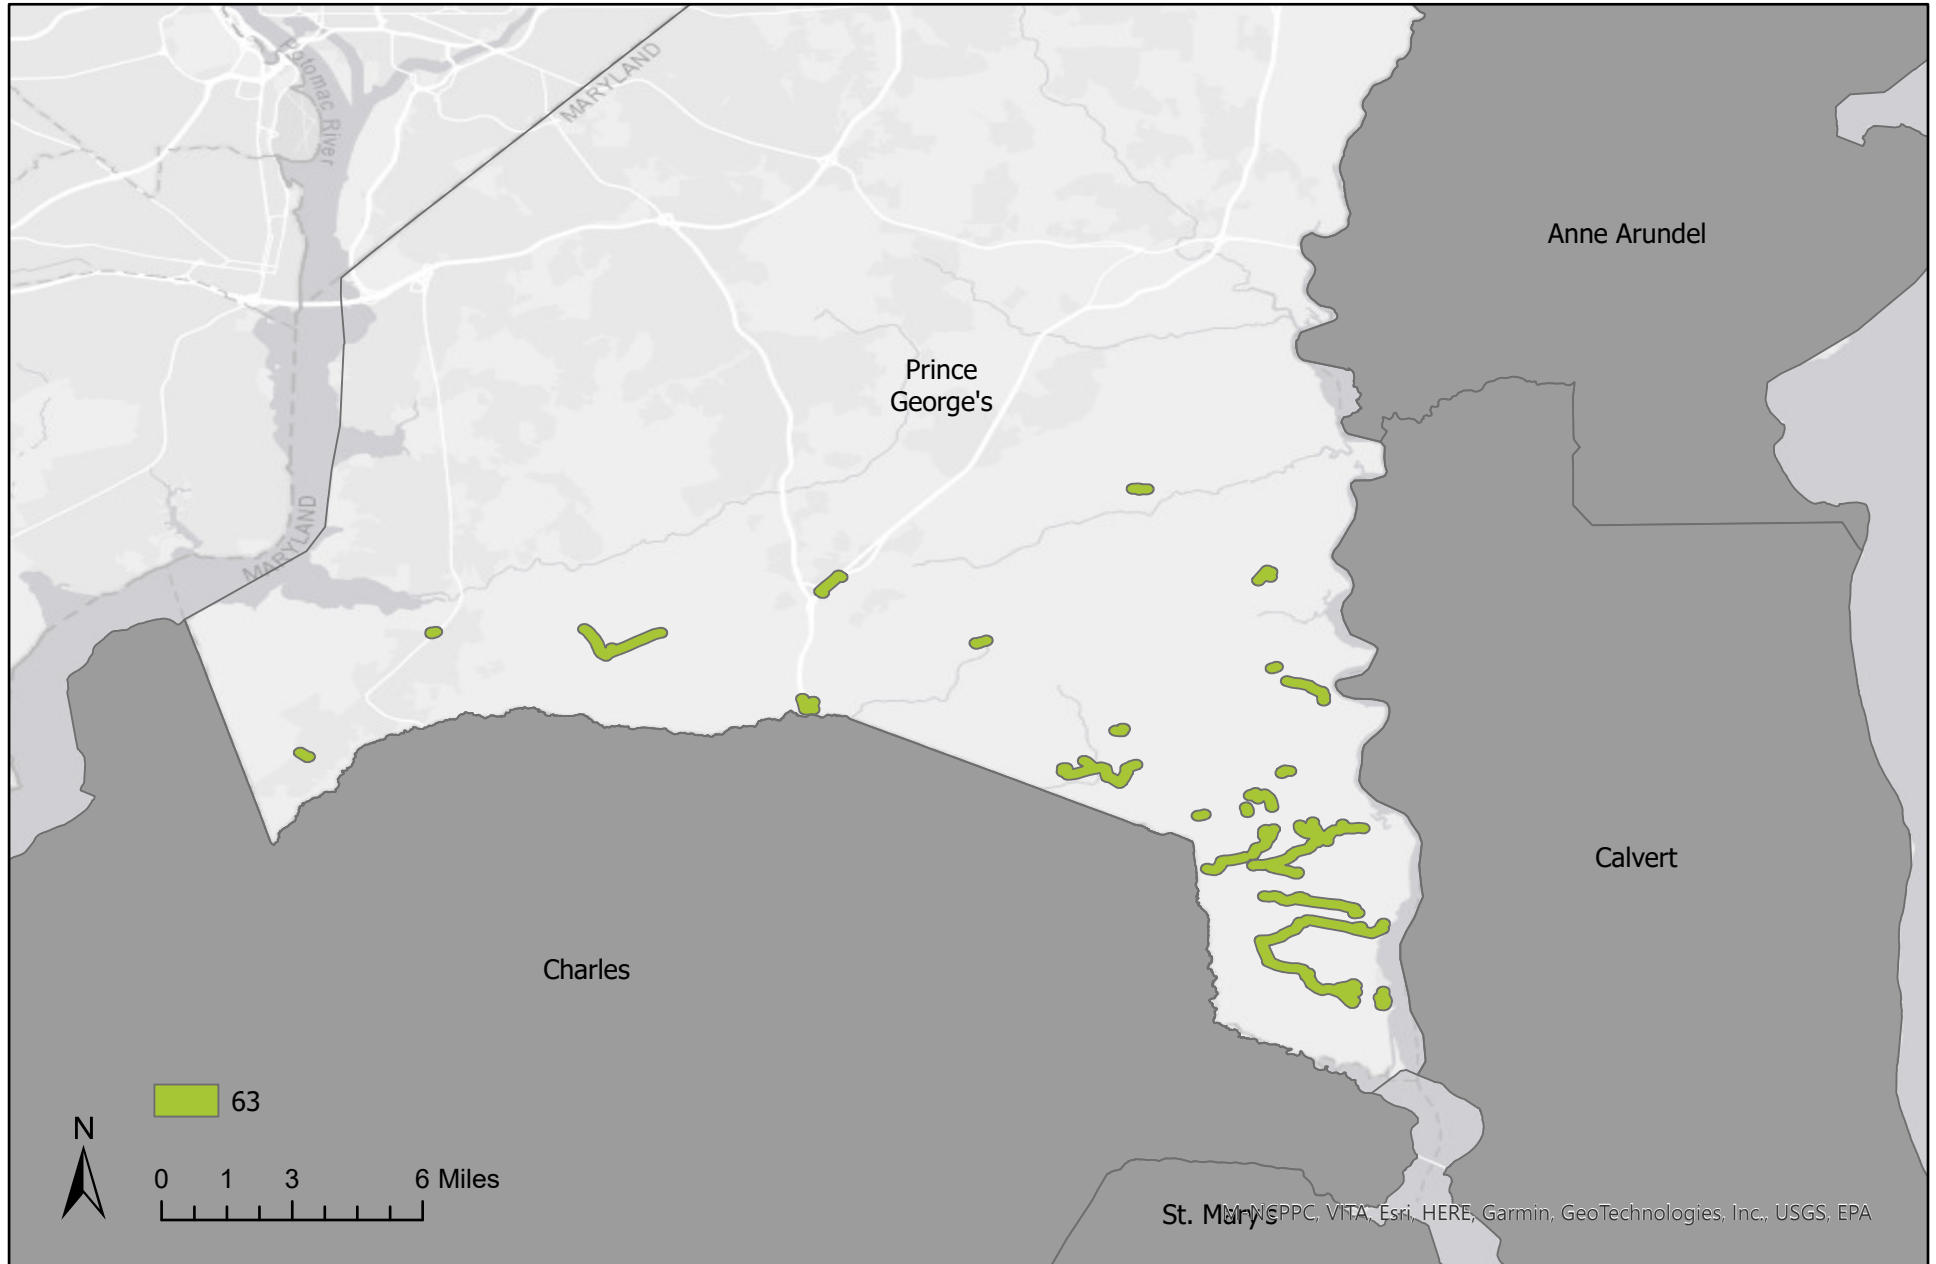 Potomac River
MARYLAND
Anne Arundel
Prince
George's
MARYLAND
Calvert
Charles
63
N
0 1 3 6 Miles
St. Mary's
M-NCPPC, VITA, Esri, HERE, Garmin, GeoTechnologies, Inc., USGS, EPA